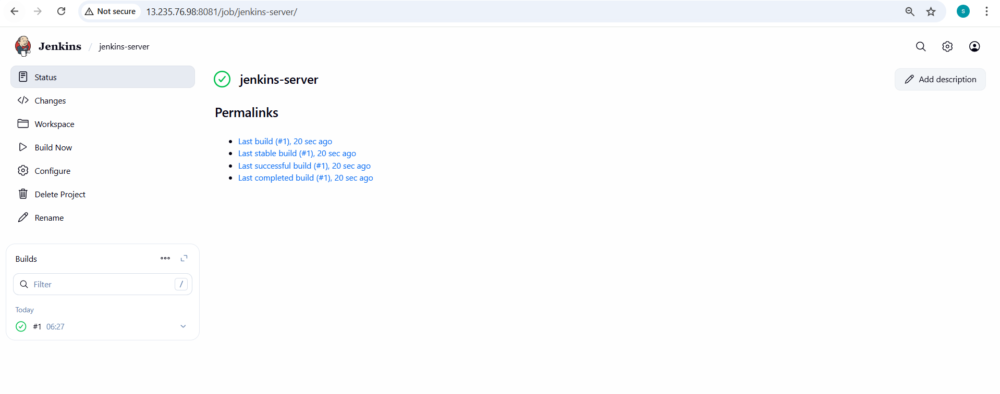 Not secure 13.235.76.98:8081/job/jenkins-server/ S
Jenkins / jenkins-server
Status
Changes
Workspace
Build Now
Configure
Delete Project
Rename
jenkins-server
Add description
Permalinks
Last build (#1), 20 sec ago
Last stable build (#1), 20 sec ago
Last successful build (#1), 20 sec ago
Last completed build (#1), 20 sec ago
Builds
Filter /
Today
#1 06:27